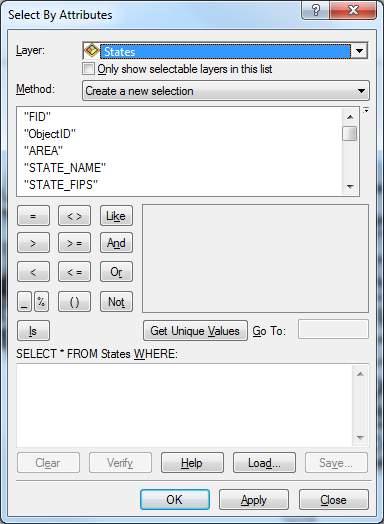 Select By Attributes
?
X
Layer:
States
Only show selectable layers in this list
Method:
Create a new selection
"FID"
"ObjectID"
"AREA"
"STATE_NAME"
"STATE_FIPS"
= < > Like
> > = And
< < = Or
_ % ( ) Not
Is
Get Unique Values Go To:
SELECT * FROM States WHERE:
Clear Verify Help Load... Save...
OK Apply Close